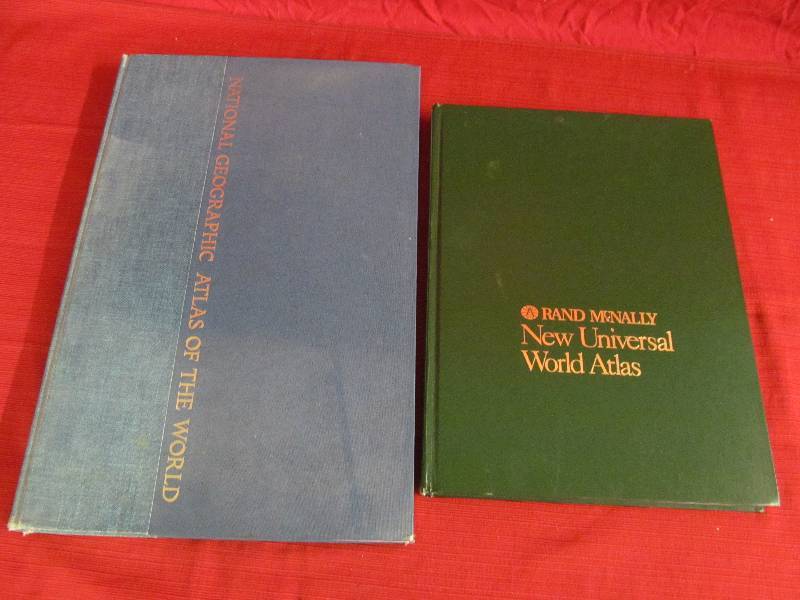 NATIONAL GEOGRAPHIC ATLAS OF THE WORLD
RAND McNALLY
New Universal
World Atlas